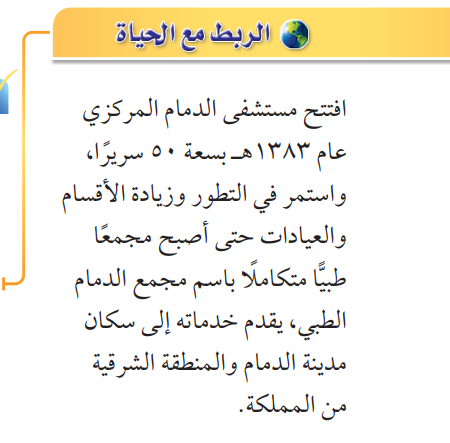 الربط مع الحياة
افتتح مستشفى الدمام المركزي
عام ١٣٨٣هـ بسعة ٥٠ سريرًا،
واستمر في التطور وزيادة الأقسام
والعيادات حتى أصبح مجمعًا
طبيًّا متكاملًا باسم مجمع الدمام
الطبي، يقدم خدماته إلى سكان
مدينة الدمام والمنطقة الشرقية
من المملكة.